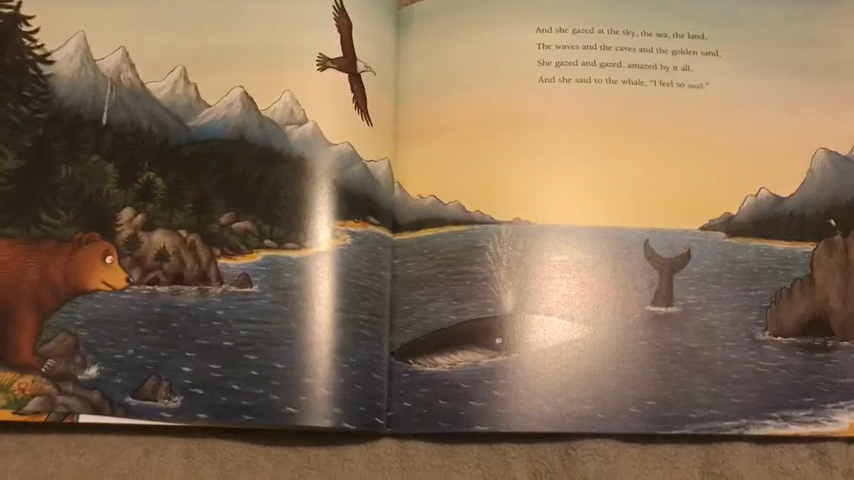 And she gazed at the sky, the sea, the land,
The waves and the caves and the golden sand,
She gazed and gazed, amazed by it all,
And she said to the whale, "I feel so small."